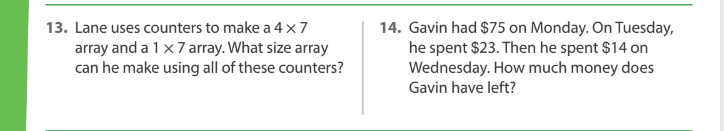 13. Lane uses counters to make a 4 × 7
array and a 1 × 7 array. What size array
can he make using all of these counters?
14. Gavin had $75 on Monday. On Tuesday,
he spent $23. Then he spent $14 on
Wednesday. How much money does
Gavin have left?